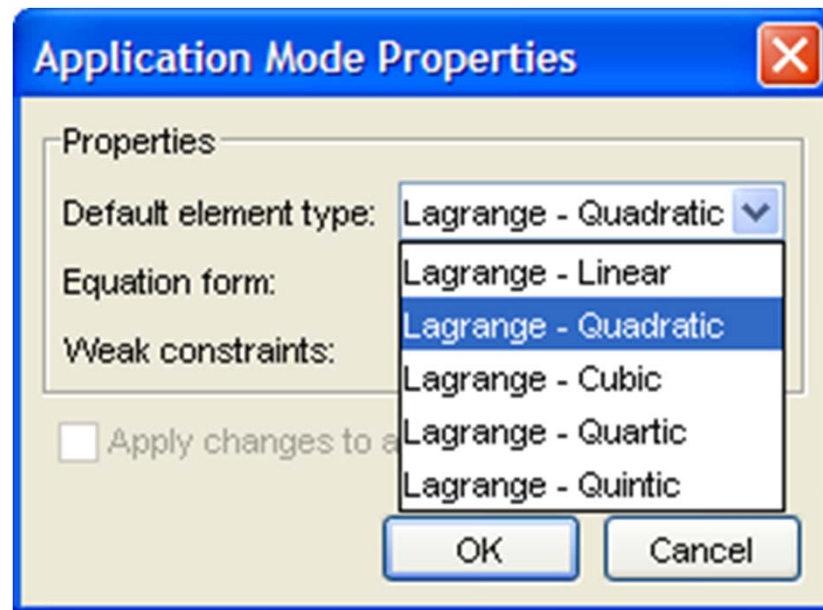 Application Mode Properties
Properties
Default element type: Lagrange - Quadratic
Lagrange - Linear
Equation form:
Lagrange - Quadratic
Weak constraints:
Lagrange - Cubic
Lagrange - Quartic
Apply changes to a
Lagrange - Quintic
OK Cancel